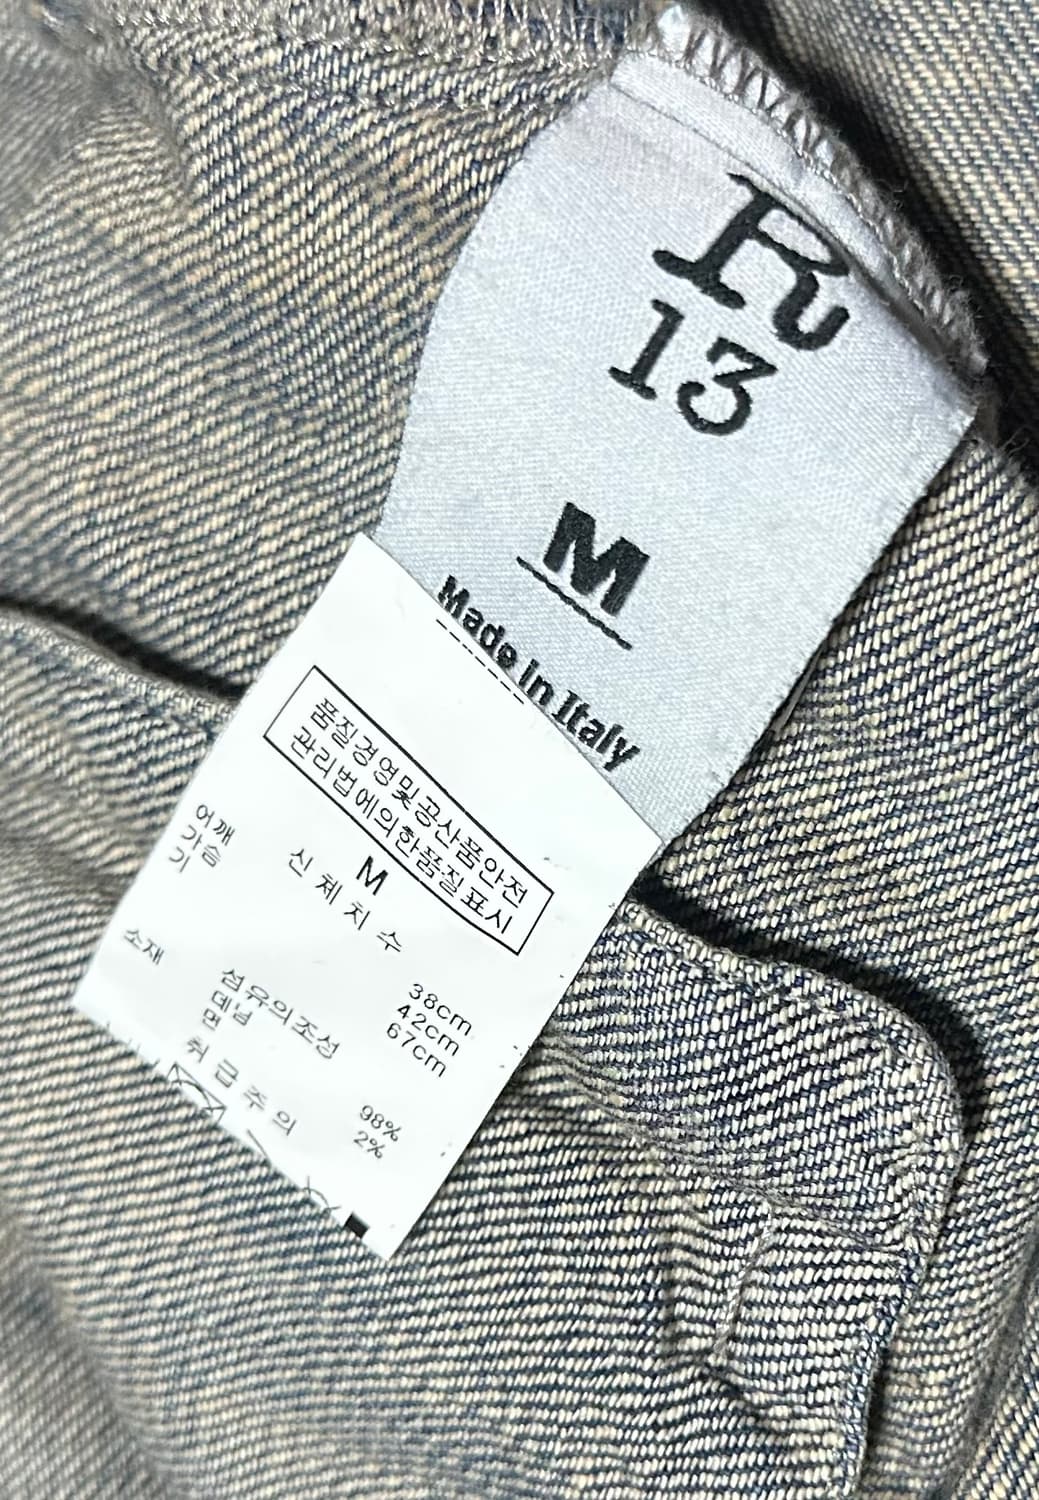 R
13
M
Made in Italy
품질경영및공산품안전
관리법에의한품질표시
M
신체치수
어깨 38cm
가슴 42cm
기 67cm
소재
섬유의조성
데님 98%
면 2%
취급주의